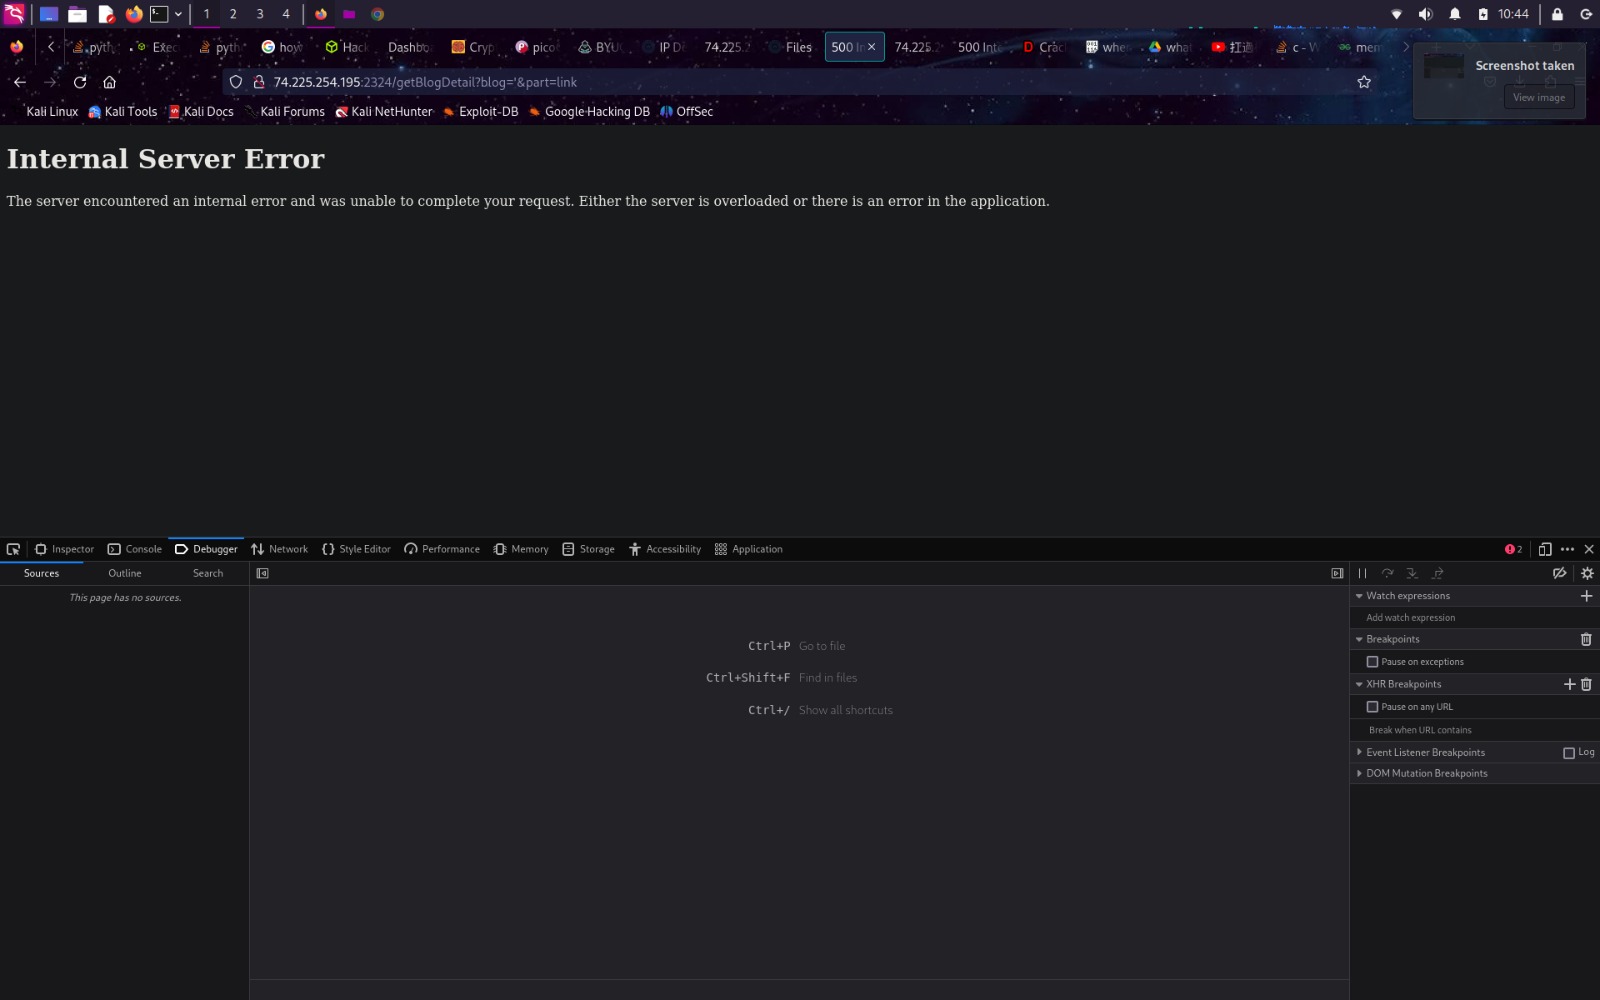 1 2 3 4 10:44
pyth Exec pyth how Hack Dashbo Cryp pico BYU IP D 74.225.2 Files 500 In 74.225.2 500 Inte Crac whe what c - W mem
74.225.254.195:2324/getBlogDetail?blog='&part=link
Screenshot taken
View image
Kali Linux Kali Tools Kali Docs Kali Forums Kali NetHunter Exploit-DB Google Hacking DB OffSec
Internal Server Error
The server encountered an internal error and was unable to complete your request. Either the server is overloaded or there is an error in the application.
Inspector Console Debugger Network Style Editor Performance Memory Storage Accessibility Application 2
Sources Outline Search
This page has no sources.
Watch expressions
Add watch expression
Breakpoints
Pause on exceptions
XHR Breakpoints
Pause on any URL
Break when URL contains
Event Listener Breakpoints Log
DOM Mutation Breakpoints
Ctrl+P Go to file
Ctrl+Shift+F Find in files
Ctrl+/ Show all shortcuts